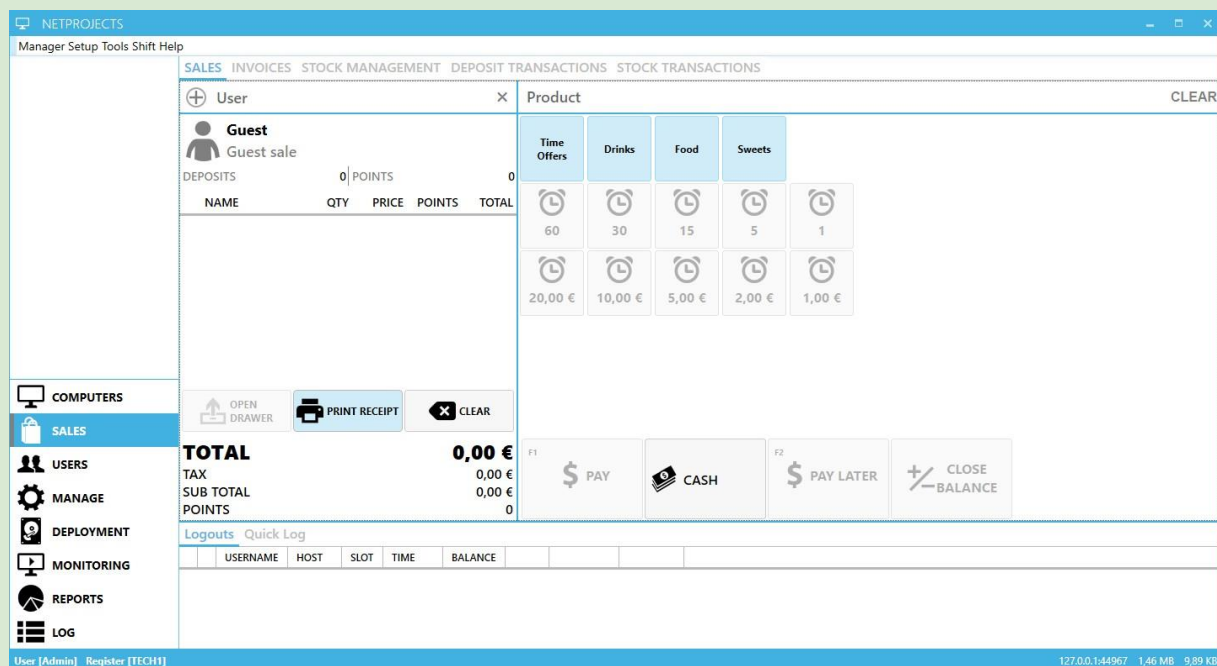 NETPROJECTS
Manager Setup Tools Shift Help
SALES INVOICES STOCK MANAGEMENT DEPOSIT TRANSACTIONS STOCK TRANSACTIONS
User
Product
CLEAR
Guest
Guest sale
DEPOSITS 0 POINTS 0
NAME QTY PRICE POINTS TOTAL
Time Offers
Drinks
Food
Sweets
60 30 15 5 1
20,00 € 10,00 € 5,00 € 2,00 € 1,00 €
OPEN DRAWER
PRINT RECEIPT
CLEAR
TOTAL 0,00 €
TAX 0,00 €
SUB TOTAL 0,00 €
POINTS 0
F1
$ PAY
CASH
F2
$ PAY LATER
CLOSE BALANCE
COMPUTERS
SALES
USERS
MANAGE
DEPLOYMENT
MONITORING
REPORTS
LOG
Logouts Quick Log
USERNAME HOST SLOT TIME BALANCE
User [Admin] Register [TECH1]
127.0.0.1:44967 1,46 MB 9,89 KB